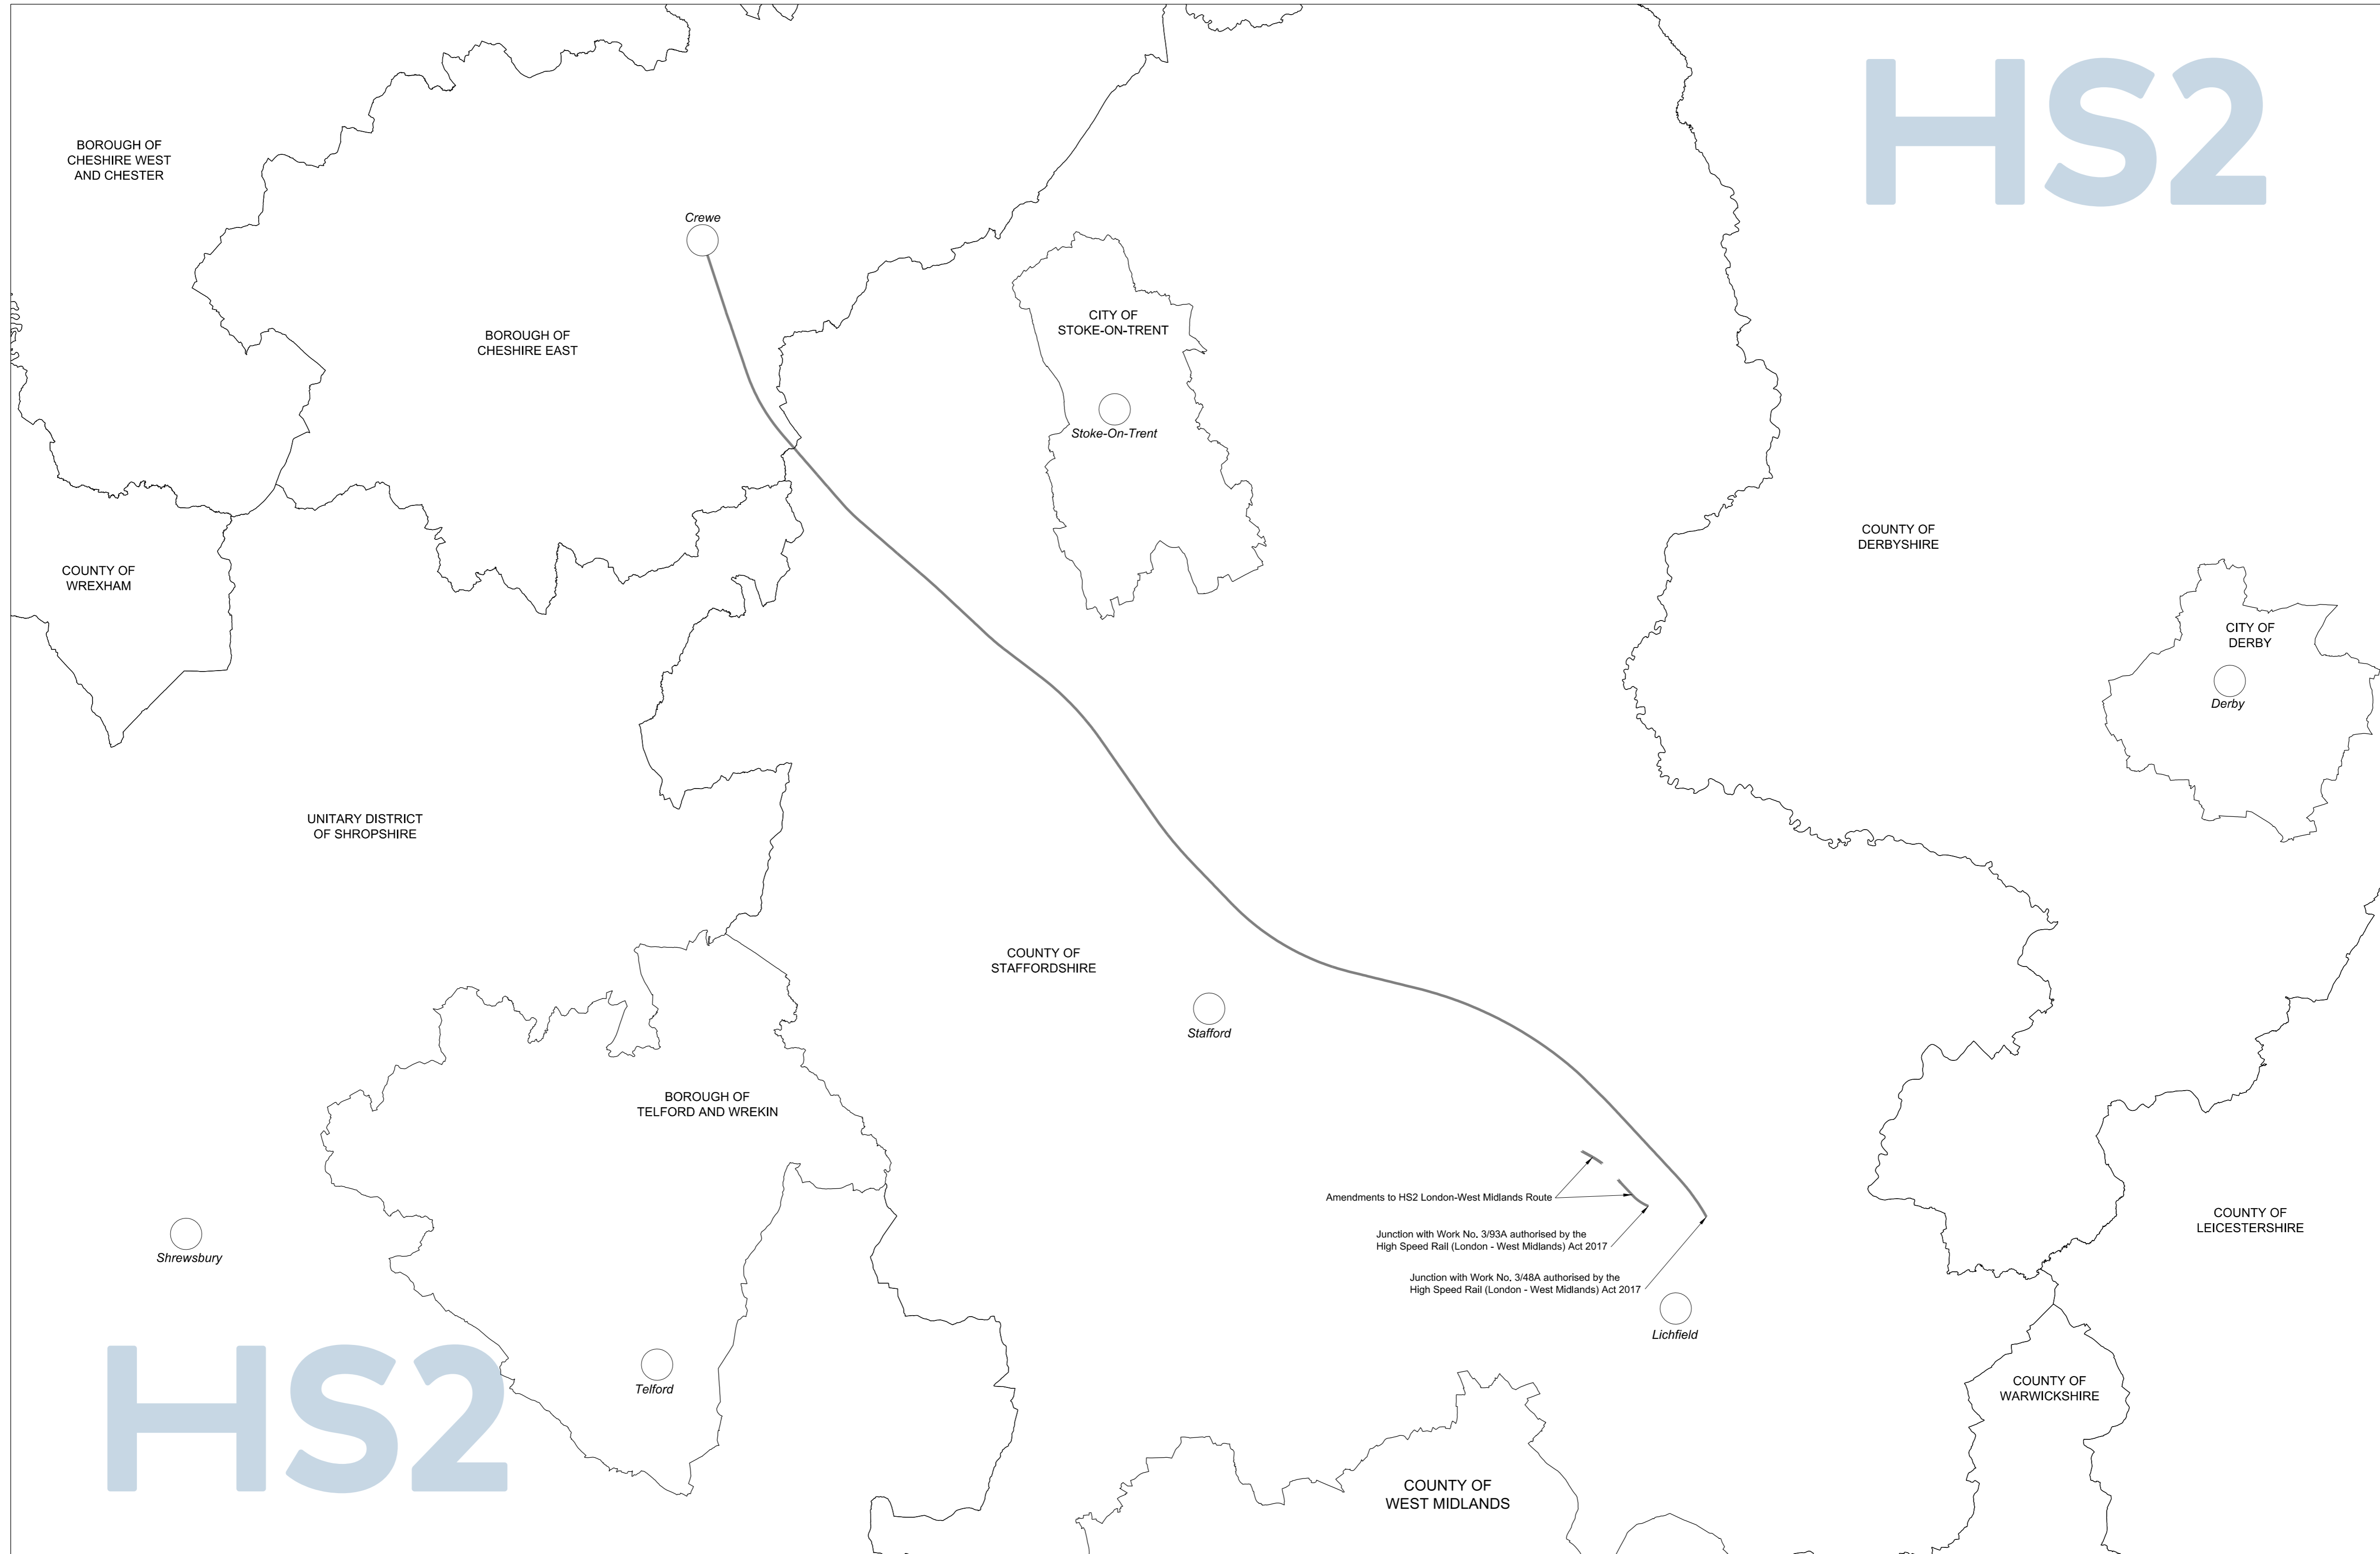 HS2
BOROUGH OF
CHESHIRE WEST
AND CHESTER
Crewe
BOROUGH OF
CHESHIRE EAST
CITY OF
STOKE-ON-TRENT
Stoke-On-Trent
COUNTY OF
DERBYSHIRE
COUNTY OF
WREXHAM
CITY OF
DERBY
Derby
UNITARY DISTRICT
OF SHROPSHIRE
COUNTY OF
STAFFORDSHIRE
Stafford
BOROUGH OF
TELFORD AND WREKIN
Amendments to HS2 London-West Midlands Route
Junction with Work No. 3/93A authorised by the
High Speed Rail (London - West Midlands) Act 2017
Junction with Work No. 3/48A authorised by the
High Speed Rail (London - West Midlands) Act 2017
COUNTY OF
LEICESTERSHIRE
Shrewsbury
Lichfield
Telford
COUNTY OF
WARWICKSHIRE
HS2
COUNTY OF
WEST MIDLANDS